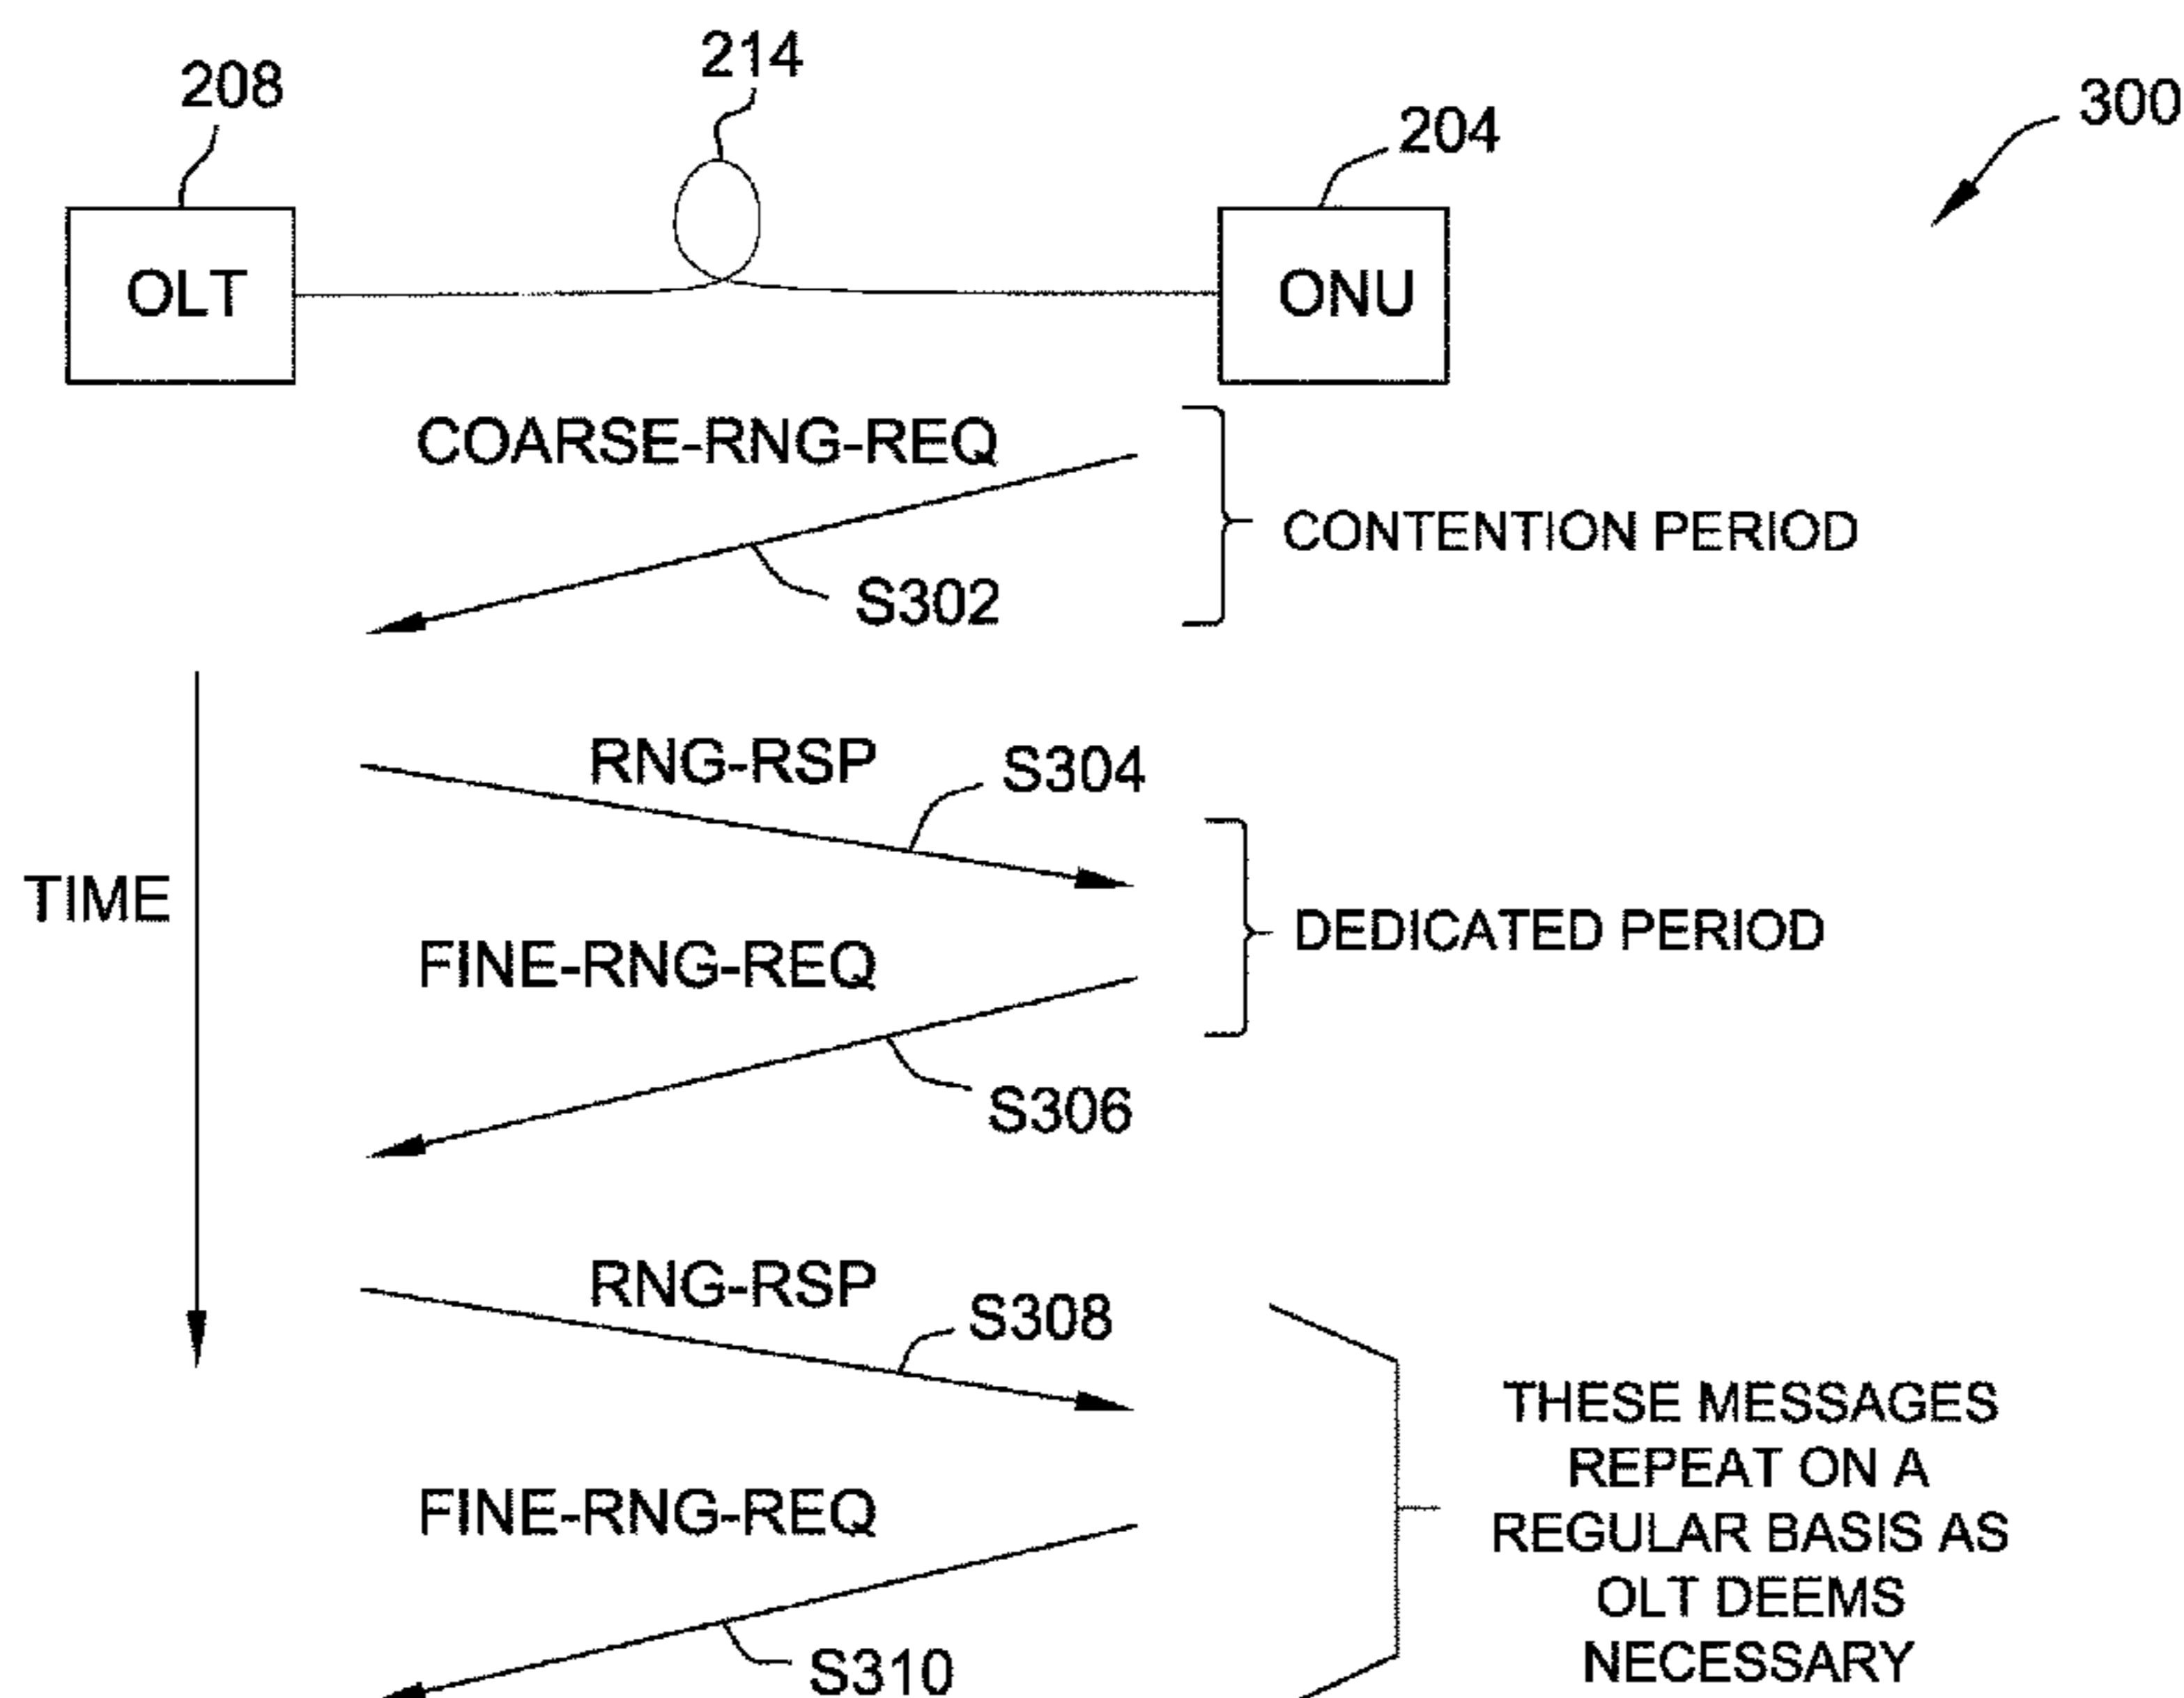 214
208
300
204
OLT
ONU
COARSE-RNG-REQ
CONTENTION PERIOD
S302
RNG-RSP
S304
TIME
DEDICATED PERIOD
FINE-RNG-REQ
S306
RNG-RSP
S308
THESE MESSAGES
REPEAT ON A
REGULAR BASIS AS
OLT DEEMS
NECESSARY
FINE-RNG-REQ
S310